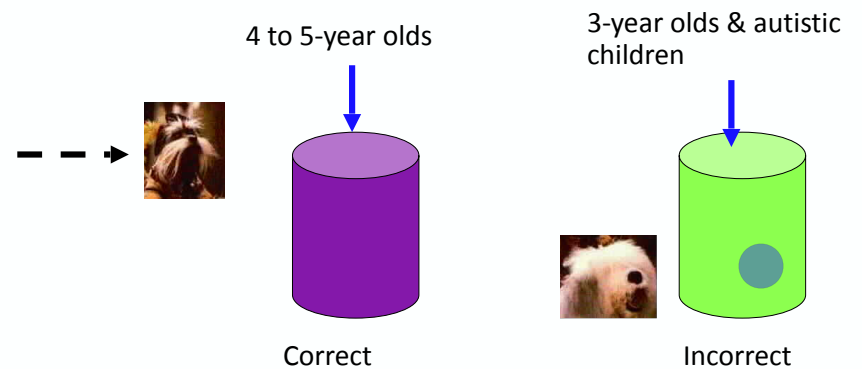 4 to 5-year olds
3-year olds & autistic
children
Correct
Incorrect